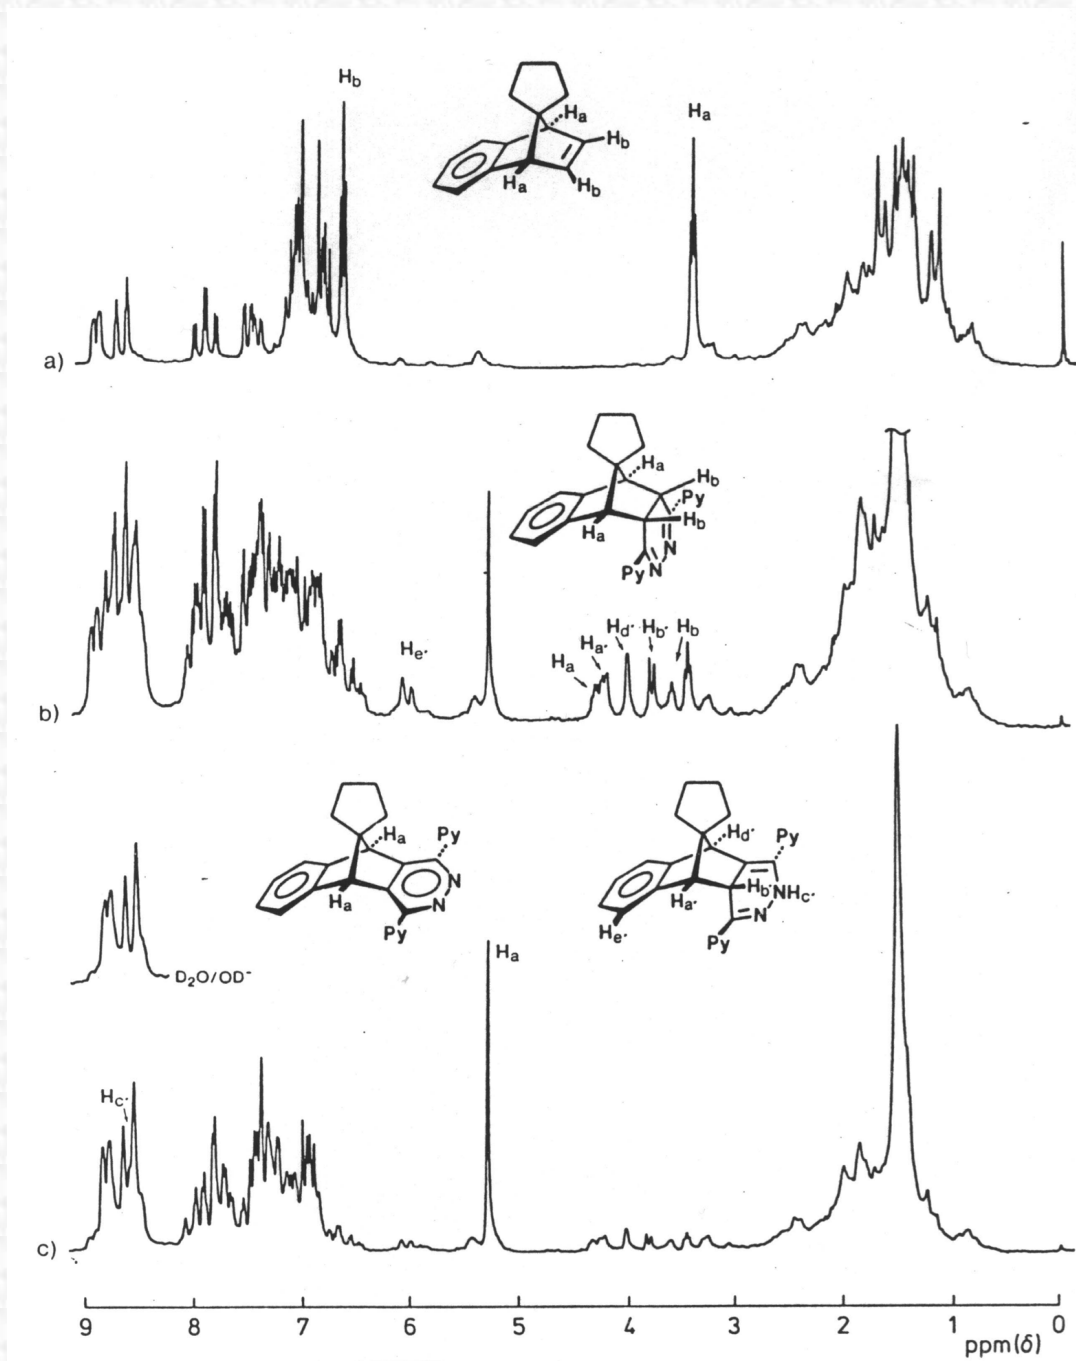 Hb
Ha
Ha
Hb
Ha
Hb
a)
Ha
Hb
Py
Hb
Ha
N
N
Py
He'
Ha
Ha'
Hd'
Hb'
Hb
b)
Ha
Py
N
N
Ha
Py
Hd'
Py
Hb'
NHc'
Ha'
N
He'
Py
Ha
D2O/OD-
Hc'
c)
9 8 7 6 5 4 3 2 1 0
ppm(δ)